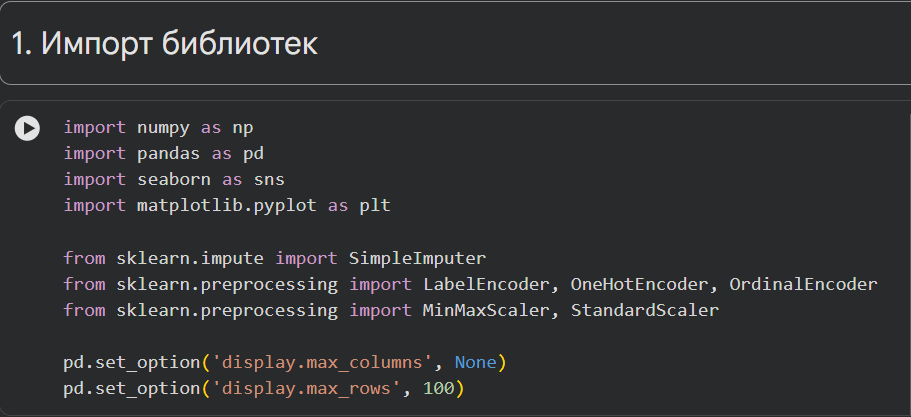 1. Импорт библиотек
import numpy as np
import pandas as pd
import seaborn as sns
import matplotlib.pyplot as plt
from sklearn.impute import SimpleImputer
from sklearn.preprocessing import LabelEncoder, OneHotEncoder, OrdinalEncoder
from sklearn.preprocessing import MinMaxScaler, StandardScaler
pd.set_option('display.max_columns', None)
pd.set_option('display.max_rows', 100)